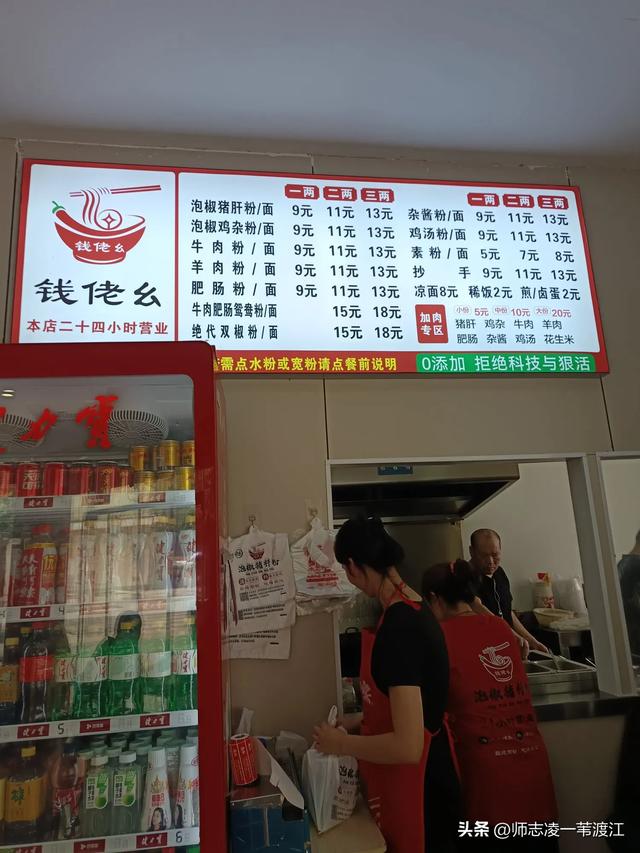 钱佬幺
钱佬幺
本店二十四小时营业
一两 二两 三两
泡椒猪肝粉/面 9元 11元 13元
泡椒鸡杂粉/面 9元 11元 13元
牛肉粉/面 9元 11元 13元
羊肉粉/面 9元 11元 13元
肥肠粉/面 9元 11元 13元
牛肉肥肠鸳鸯粉/面 15元 18元
绝代双椒粉/面 15元 18元
一两 二两 三两
杂酱粉/面 9元 11元 13元
鸡汤粉/面 9元 11元 13元
素粉/面 5元 7元 8元
抄手 9元 11元 13元
凉面8元 稀饭2元 煎/卤蛋2元
加肉专区
小份 5元 中份 10元 大份 20元
猪肝 鸡杂 牛肉 羊肉
肥肠 杂酱 鸡汤 花生米
需点水粉或宽粉请点餐前说明
0添加 拒绝科技与狠活
头条 @师志凌一苇渡江